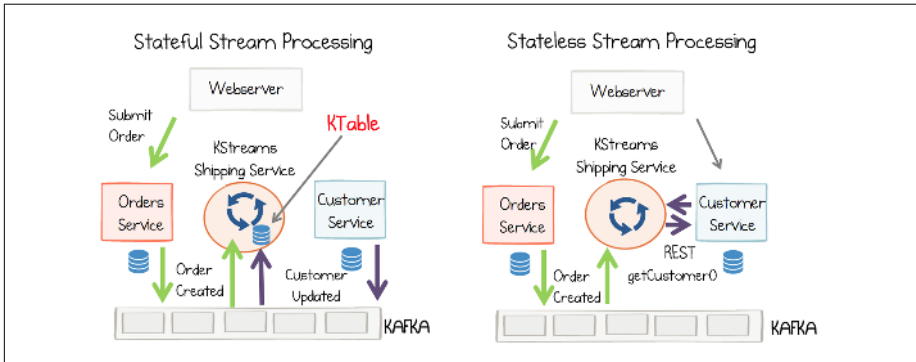 Stateful Stream Processing
Webserver
Submit
Order
KTable
KStreams
Shipping Service
Orders
Service
Customer
Service
Order
Created
Customer
Updated
KAFKA
Stateless Stream Processing
Webserver
Submit
Order
KStreams
Shipping Service
Orders
Service
Customer
Service
REST
getCustomer()
Order
Created
KAFKA